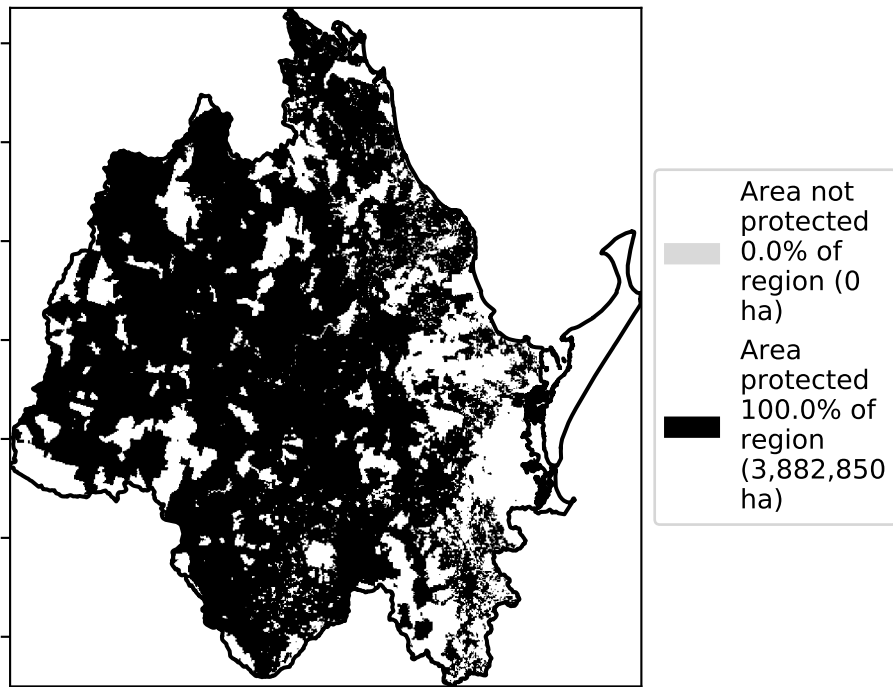 Area not
protected
0.0% of
region (0
ha)
Area
protected
100.0% of
region
(3,882,850
ha)